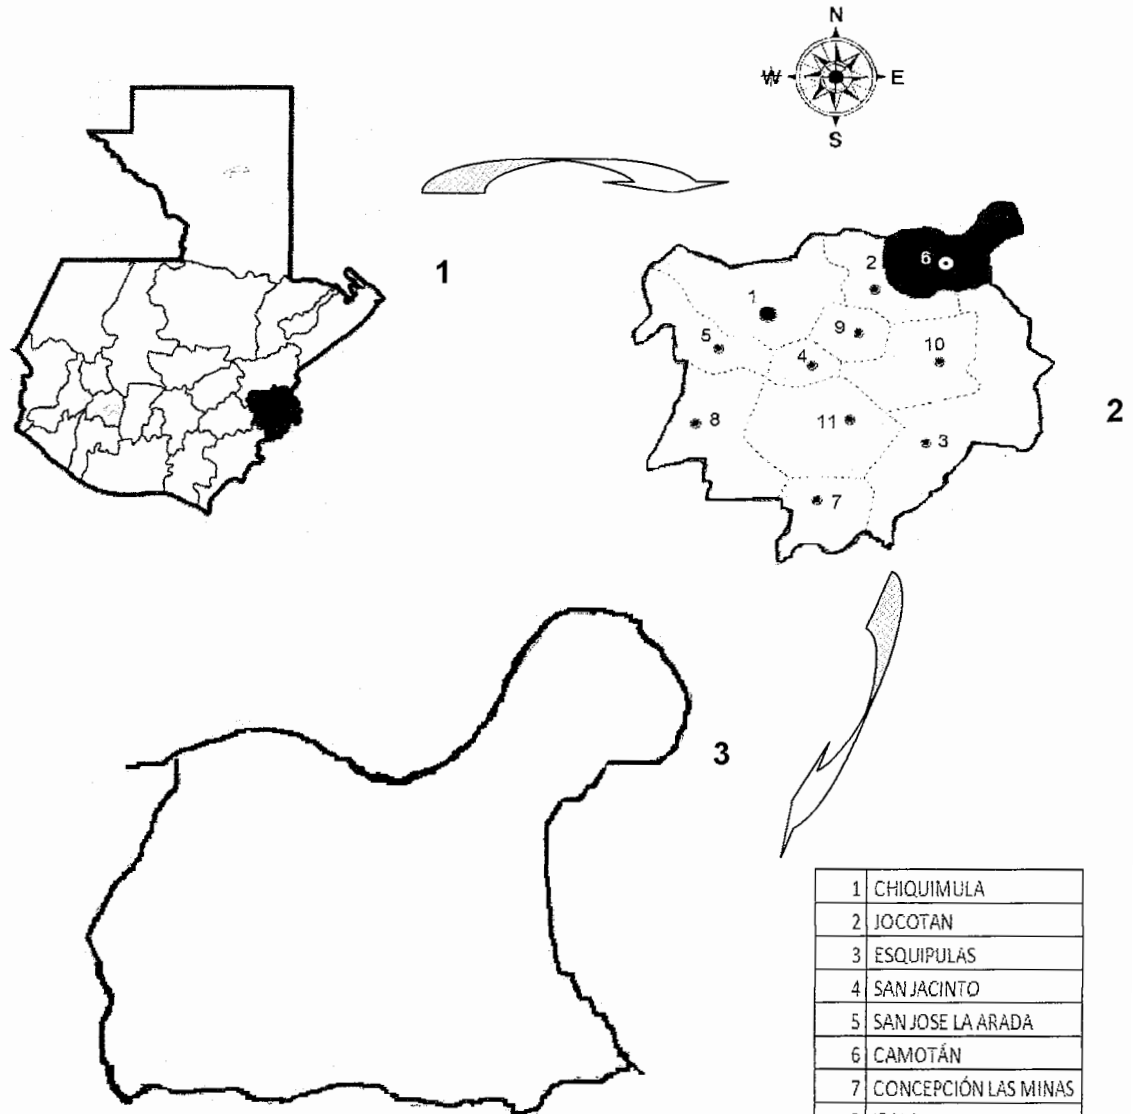 N
W E
S
1
2
6
2
1
9
5
10
4
8
11
3
7
3
1 CHIQUIMULA
2 JOCOTAN
3 ESQUIPULAS
4 SAN JACINTO
5 SAN JOSE LA ARADA
6 CAMOTÁN
7 CONCEPCIÓN LAS MINAS